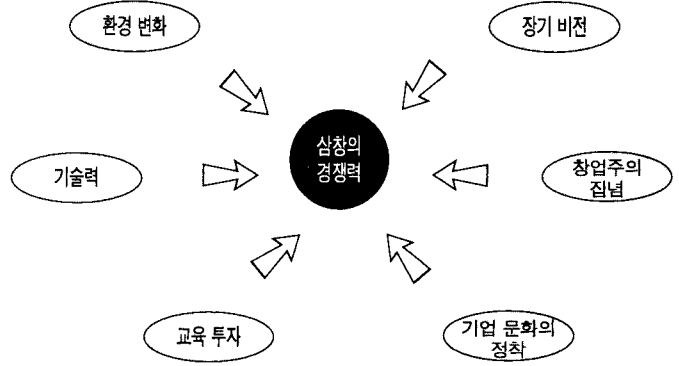 환경 변화
장기 비전
삼창의
경쟁력
기술력
창업주의
집념
교육 투자
기업 문화의
정착